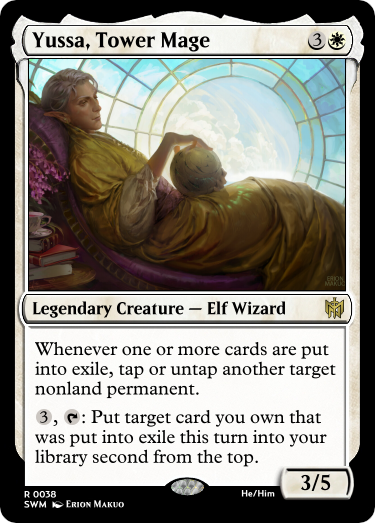 Yussa, Tower Mage 3
ERION
MAKUO
Legendary Creature — Elf Wizard
Whenever one or more cards are put
into exile, tap or untap another target
nonland permanent.
3, : Put target card you own that
was put into exile this turn into your
library second from the top.
3/5
R 0038 He/Him
SWM Erion Makuo